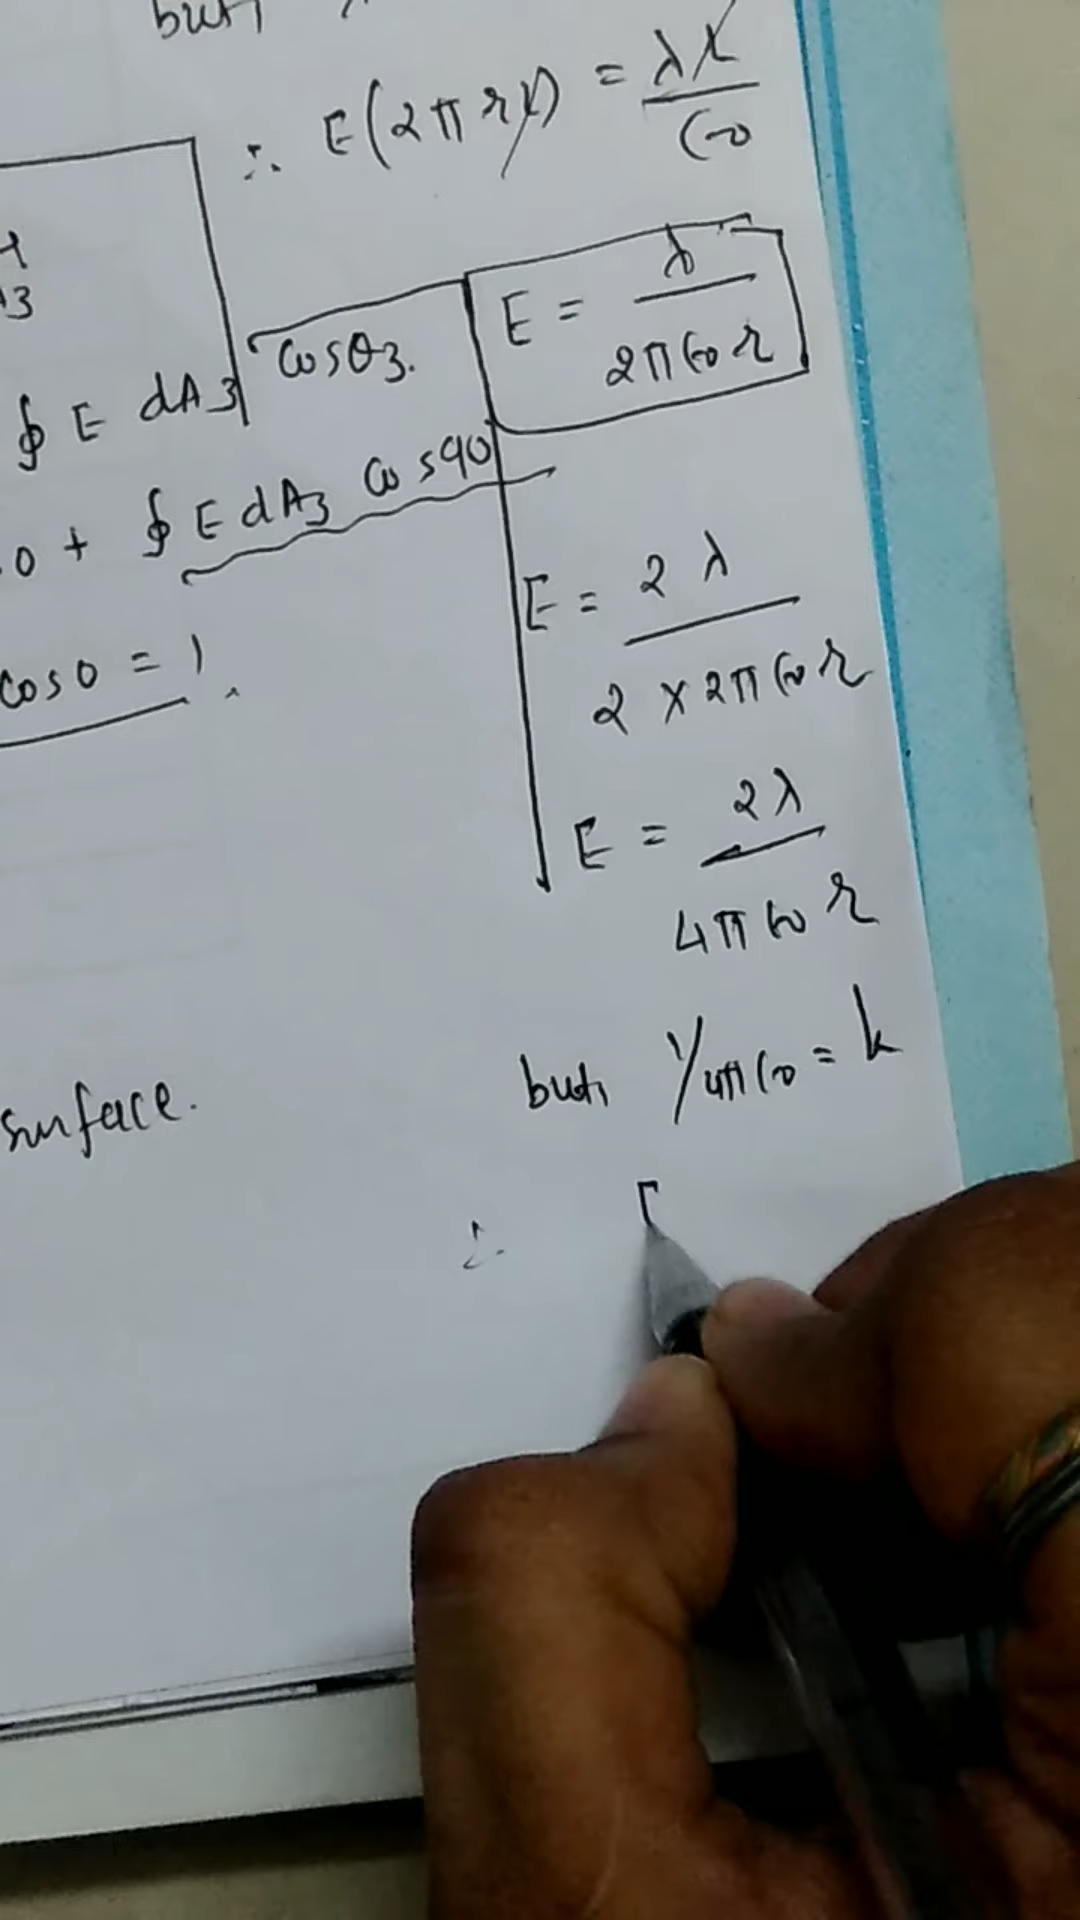 but
∴ E(2πrl) = λl/ϵ0
E = λ/2πϵ0r
A3
∮ E dA3 cosθ3.
0 + ∮ E dA3 cos90
cos0 = 1
E = 2λ/2×2πϵ0r
E = 2λ/4πϵ0r
surface.
but 1/4πϵ0 = k
∴